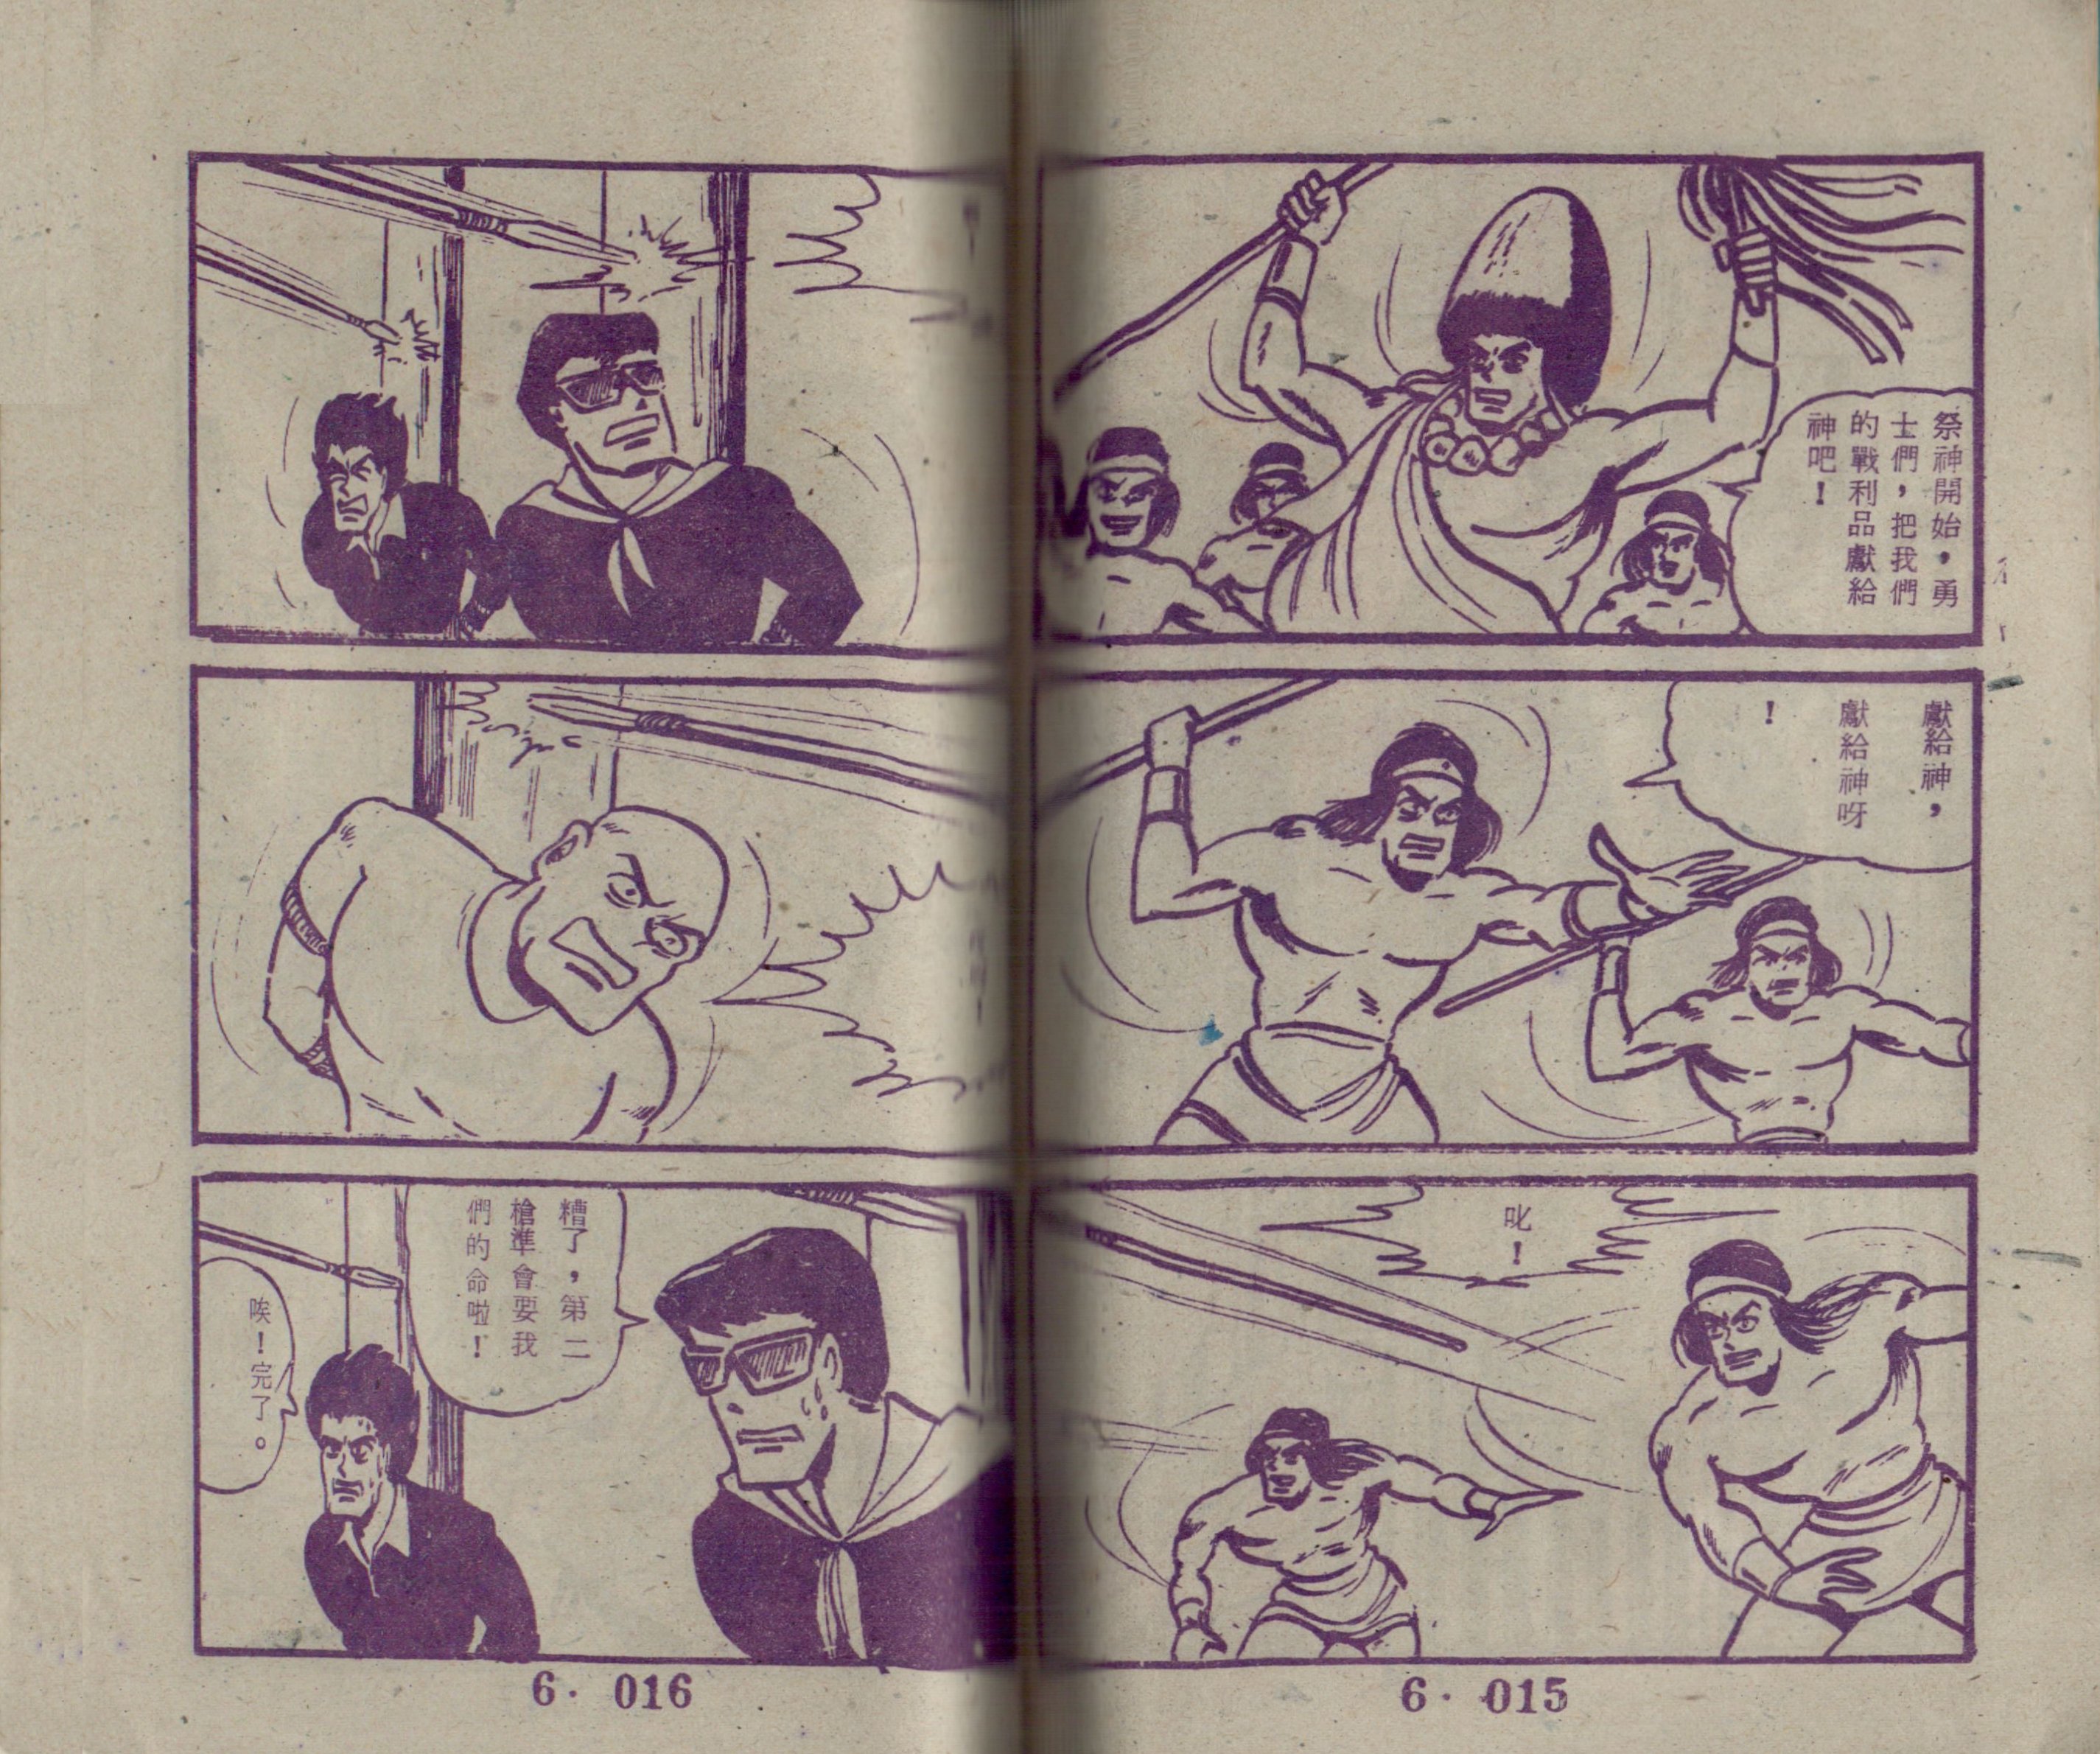 祭神開始，勇
士們，把我們
的戰利品獻給
神吧！
獻給神，
獻給神呀
！
叱！
6．015
糟了，第二
槍準會要我
們的命啦！
唉！完了。
6．016